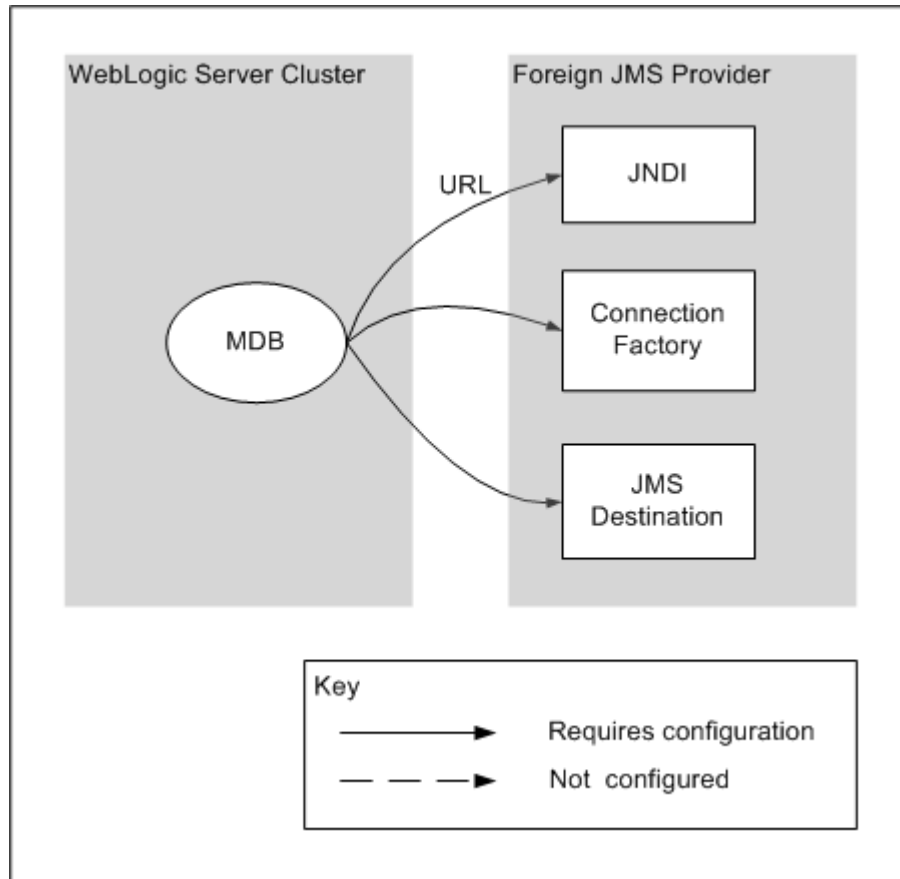 WebLogic Server Cluster
Foreign JMS Provider
JNDI
URL
MDB
Connection
Factory
JMS
Destination
Key
Requires configuration
Not configured